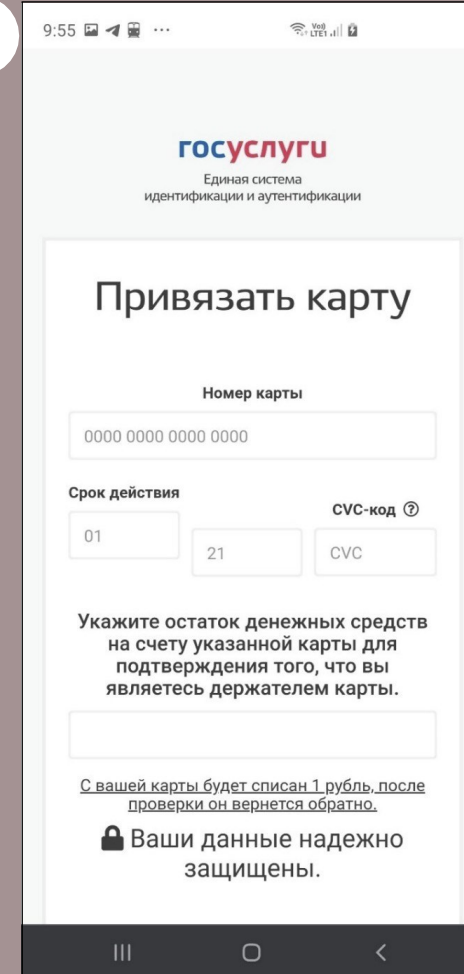 9:55
Vo))
LTE1
госуслуги
Единая система
идентификации и аутентификации
Привязать карту
Номер карты
0000 0000 0000 0000
Срок действия
CVC-код ?
01
21
CVC
Укажите остаток денежных средств
на счету указанной карты для
подтверждения того, что вы
являетесь держателем карты.
С вашей карты будет списан 1 рубль, после
проверки он вернется обратно.
Ваши данные надежно
защищены.